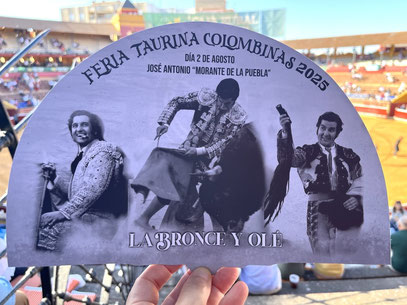 FERIA TAURINA COLOMBINAS 2025
DÍA 2 DE AGOSTO
JOSÉ ANTONIO "MORANTE DE LA PUEBLA"
LA BRONCE Y OLÉ